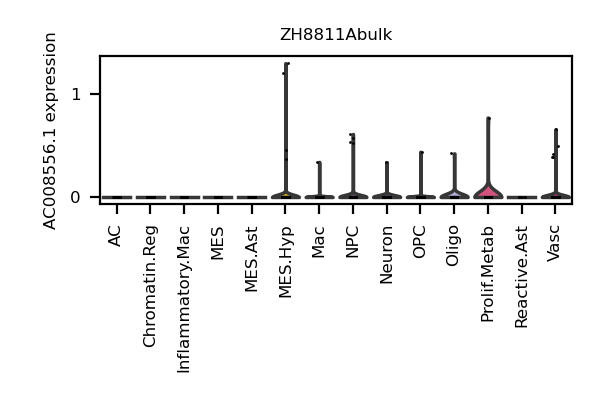 ZH8811Abulk
AC008556.1 expression
1
0
AC
Chromatin.Reg
Inflammatory.Mac
MES
MES.Ast
MES.Hyp
Mac
NPC
Neuron
OPC
Oligo
Prolif.Metab
Reactive.Ast
Vasc